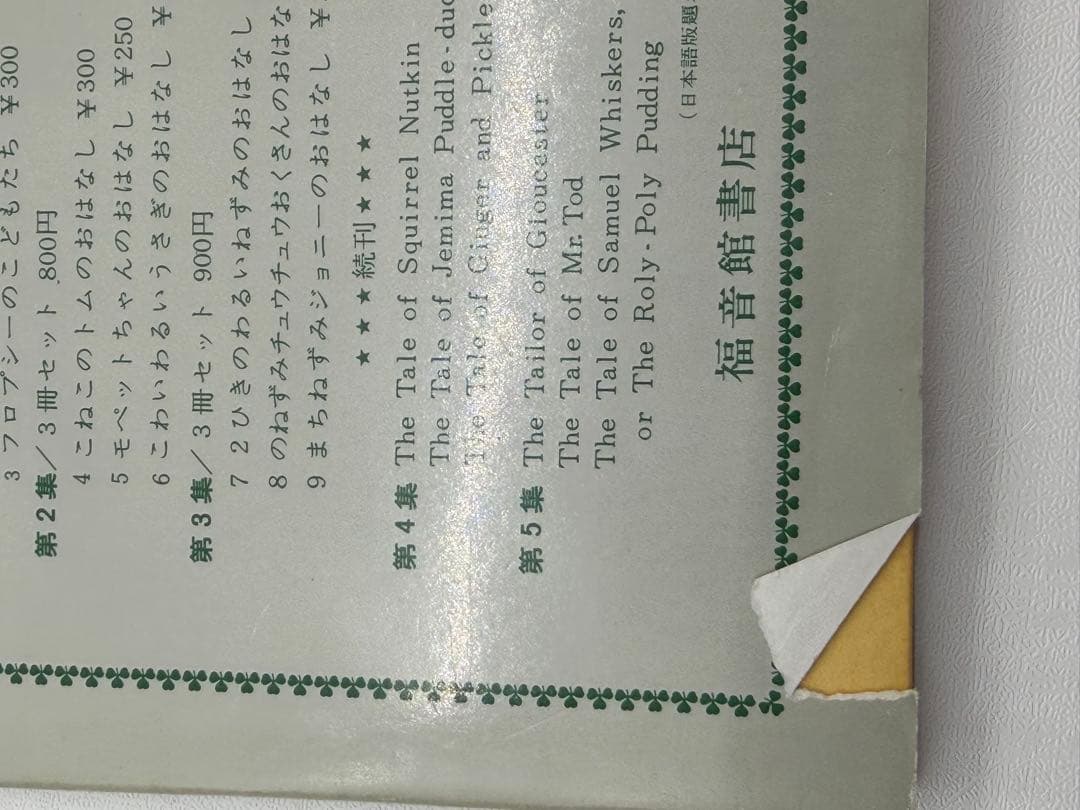 3 フロプシーのこどもたち ¥300
第2集／3冊セット 800円
4 こねこのトムのおはなし ¥300
5 モペットちゃんのおはなし ¥250
6 こわいわるいうさぎのおはなし ¥
第3集／3冊セット 900円
7 2ひきのわるいねずみのおはなし
8 のねずみチュウチュウおくさんのおはな
9 まちねずみジョニーのおはなし ¥
★ ★ ★ ★ 続刊 ★ ★ ★ ★
第4集 The Tale of Squirrel Nutkin
The Tale of Jemima Puddle-duc
The Tale of Ginger and Pickle
第5集 The Tailor of Gloucester
The Tale of Mr. Tod
The Tale of Samuel Whiskers,
or The Roly-Poly Pudding
(日本語版題
福音館書店